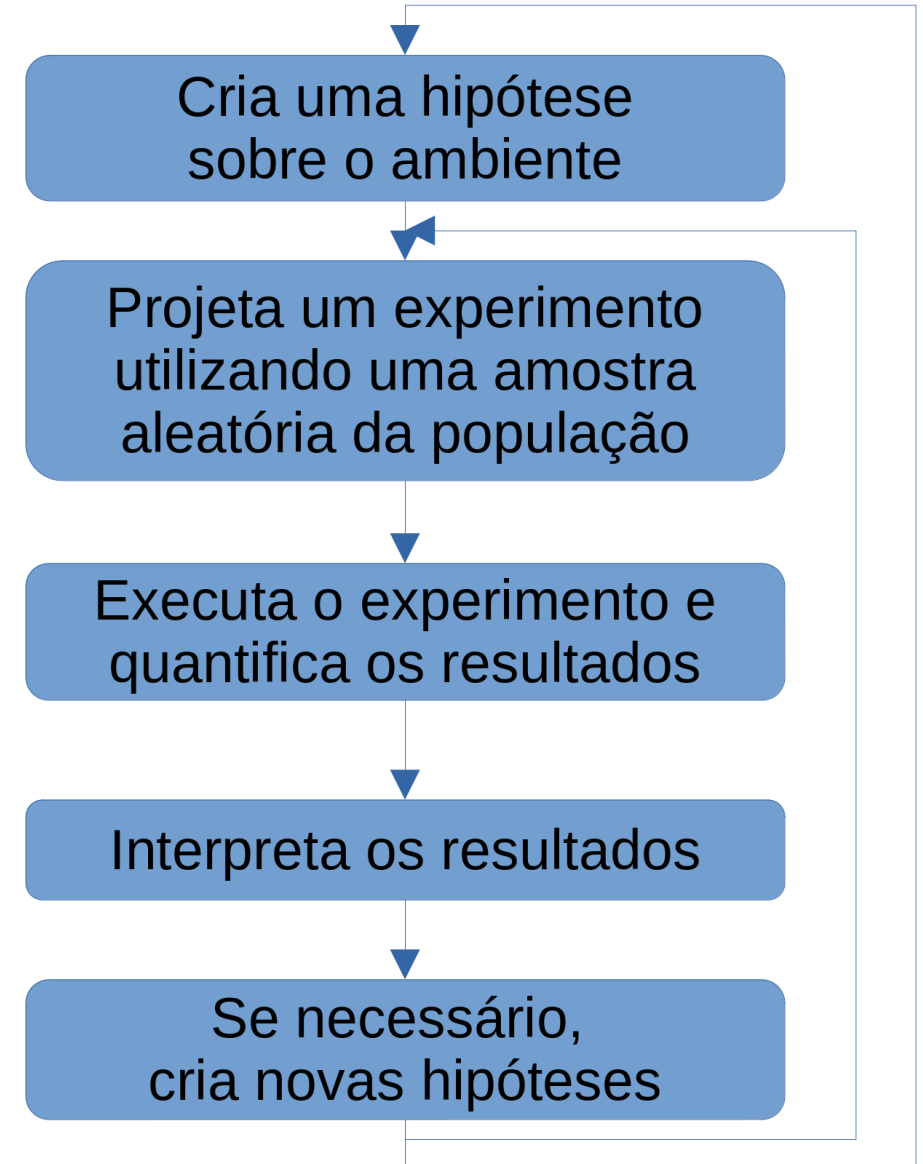 Cria uma hipótese
sobre o ambiente
Projeta um experimento
utilizando uma amostra
aleatória da população
Executa o experimento e
quantifica os resultados
Interpreta os resultados
Se necessário,
cria novas hipóteses